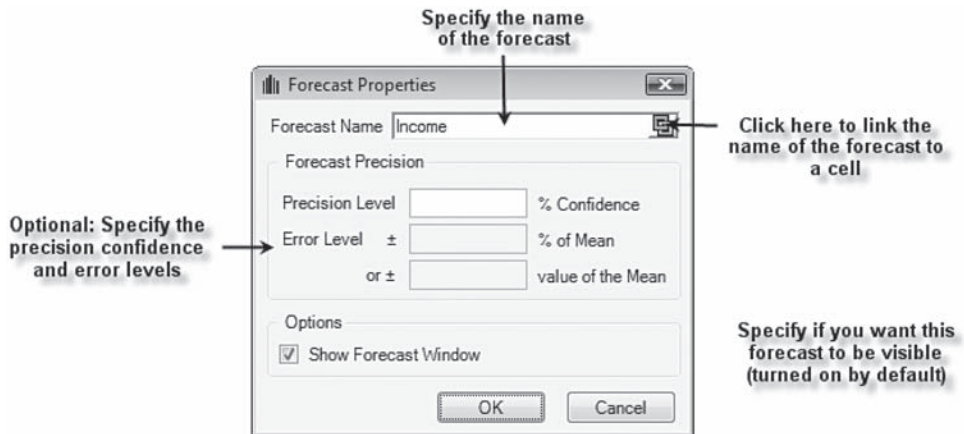 Specify the name
of the forecast
Forecast Properties
Forecast Name Income
Click here to link the
name of the forecast to
a cell
Forecast Precision
Precision Level % Confidence
Optional: Specify the
precision confidence
and error levels
Error Level ± % of Mean
or ± value of the Mean
Options
Show Forecast Window
Specify if you want this
forecast to be visible
(turned on by default)
OK Cancel